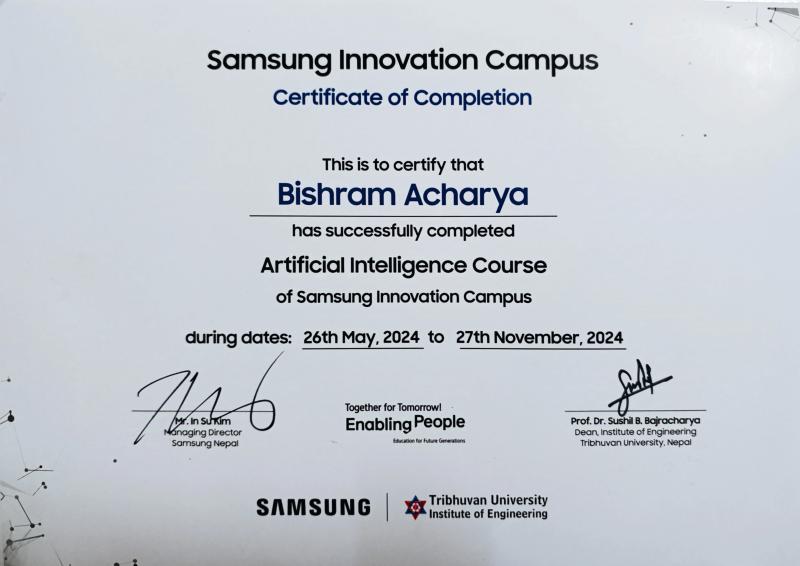 Samsung Innovation Campus
Certificate of Completion
This is to certify that
Bishram Acharya
has successfully completed
Artificial Intelligence Course
of Samsung Innovation Campus
during dates: 26th May, 2024 to 27th November, 2024
Mr. In Su Kim
Managing Director
Samsung Nepal
Together for Tomorrow!
Enabling People
Education for Future Generations
Prof. Dr. Sushil B. Bajracharya
Dean, Institute of Engineering
Tribhuvan University, Nepal
SAMSUNG
Tribhuvan University
Institute of Engineering